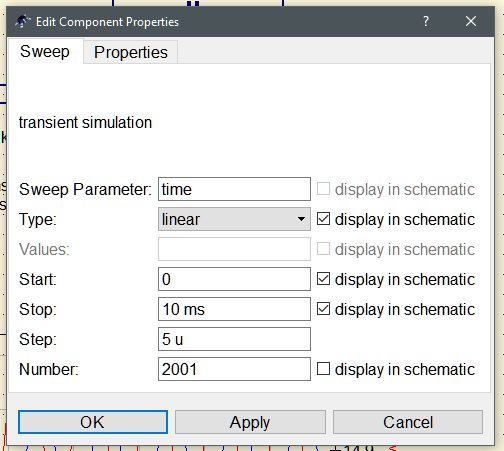 Edit Component Properties ?
Sweep Properties
transient simulation
Sweep Parameter: time display in schematic
Type: linear display in schematic
Values: display in schematic
Start: 0 display in schematic
Stop: 10 ms display in schematic
Step: 5 u
Number: 2001 display in schematic
OK Apply Cancel